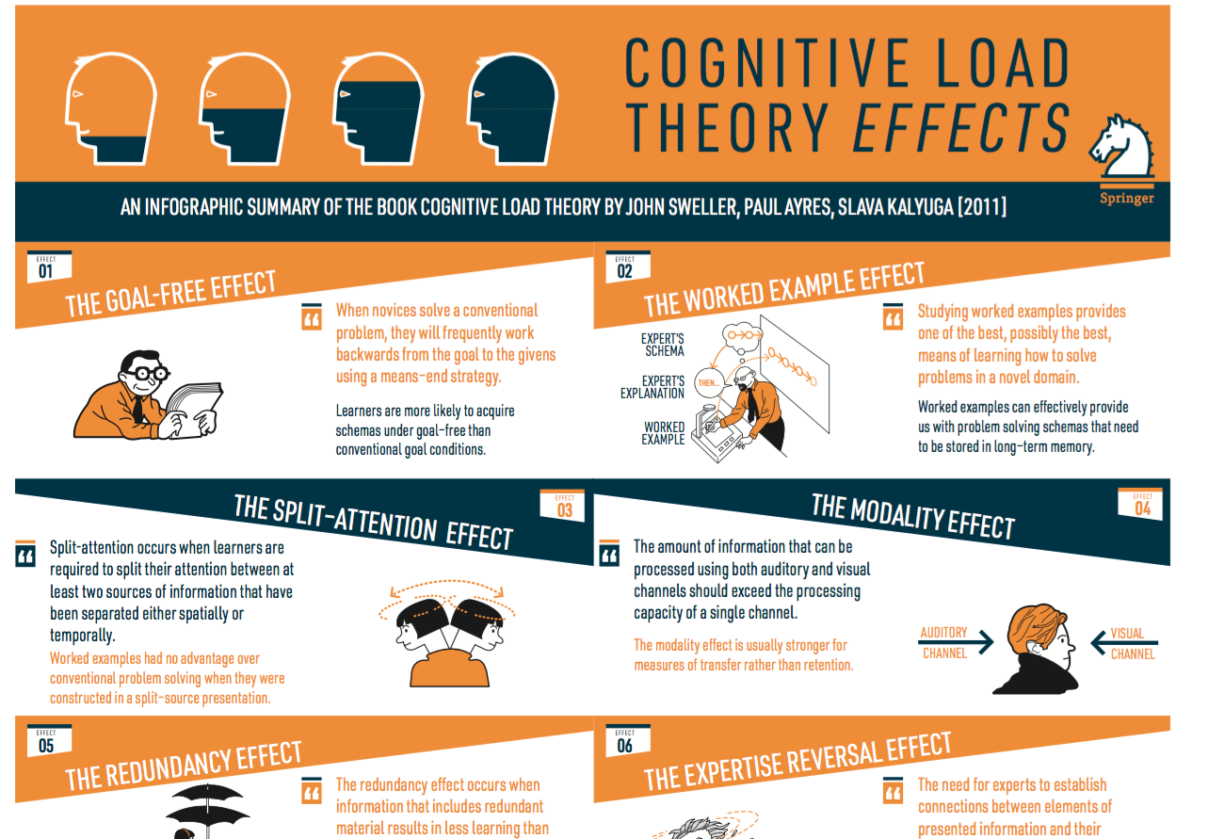 COGNITIVE LOAD
THEORY EFFECTS
Springer
AN INFOGRAPHIC SUMMARY OF THE BOOK COGNITIVE LOAD THEORY BY JOHN SWELLER, PAUL AYRES, SLAVA KALYUGA [2011]
EFFECT
01
THE GOAL-FREE EFFECT
When novices solve a conventional
problem, they will frequently work
backwards from the goal to the givens
using a means-end strategy.
Learners are more likely to acquire
schemas under goal-free than
conventional goal conditions.
EFFECT
02
THE WORKED EXAMPLE EFFECT
EXPERT'S
SCHEMA
EXPERT'S
EXPLANATION
THEN...
WORKED
EXAMPLE
Studying worked examples provides
one of the best, possibly the best,
means of learning how to solve
problems in a novel domain.
Worked examples can effectively provide
us with problem solving schemas that need
to be stored in long-term memory.
EFFECT
03
THE SPLIT-ATTENTION EFFECT
Split-attention occurs when learners are
required to split their attention between at
least two sources of information that have
been separated either spatially or
temporally.
Worked examples had no advantage over
conventional problem solving when they were
constructed in a split-source presentation.
EFFECT
04
THE MODALITY EFFECT
The amount of information that can be
processed using both auditory and visual
channels should exceed the processing
capacity of a single channel.
The modality effect is usually stronger for
measures of transfer rather than retention.
AUDITORY
CHANNEL
VISUAL
CHANNEL
EFFECT
05
THE REDUNDANCY EFFECT
The redundancy effect occurs when
information that includes redundant
material results in less learning than
EFFECT
06
THE EXPERTISE REVERSAL EFFECT
The need for experts to establish
connections between elements of
presented information and their